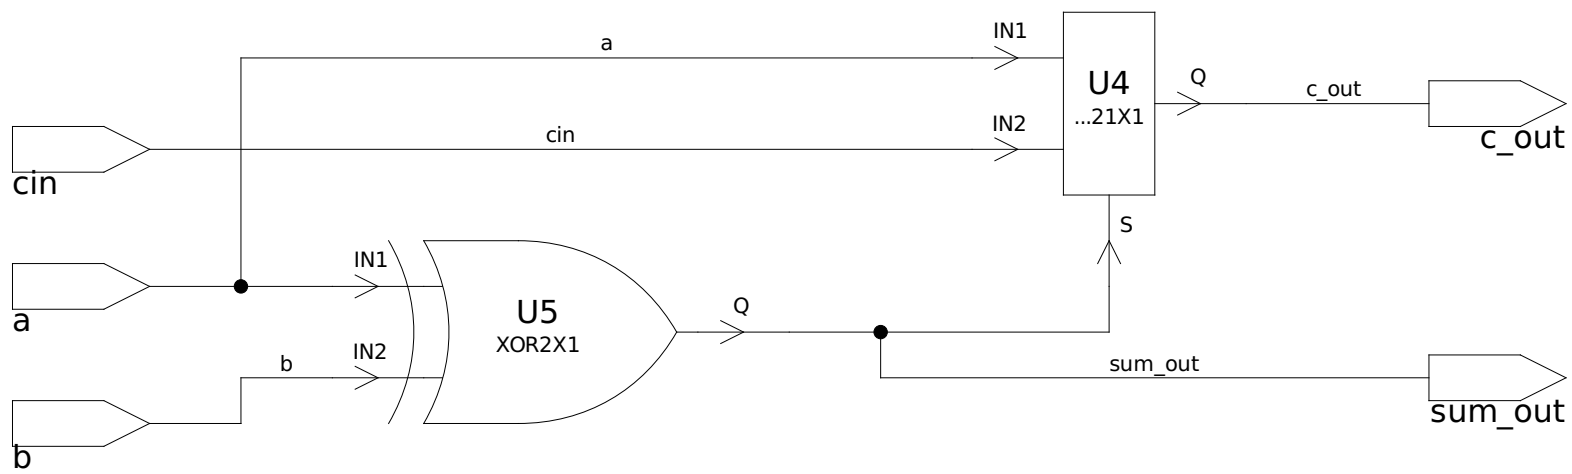 IN1
a
U4
Q
c_out
...21X1
IN2
cin
c_out
cin
S
IN1
Q
U5
a
XOR2X1
IN2
b
sum_out
sum_out
b